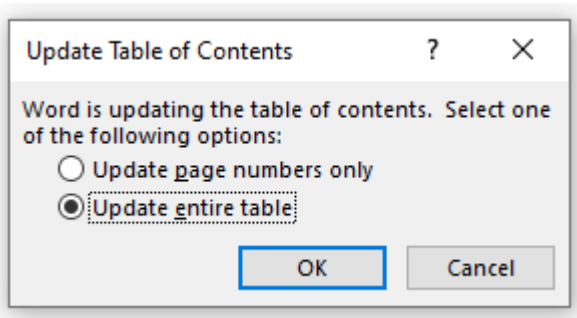 Update Table of Contents ?
Word is updating the table of contents. Select one
of the following options:
Update page numbers only
Update entire table
OK Cancel